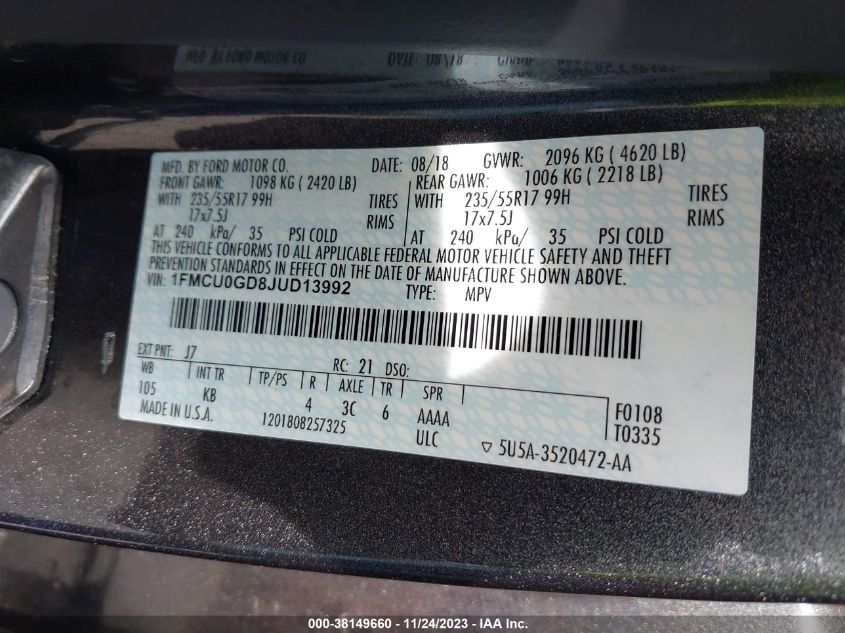 MFD. BY FORD MOTOR CO. DATE: 08/18 GVWR: 2096 KG ( 4620 LB)
FRONT GAWR: 1098 KG ( 2420 LB) REAR GAWR: 1006 KG ( 2218 LB)
WITH 235/55R17 99H TIRES WITH 235/55R17 99H TIRES
17x7.5J RIMS 17x7.5J RIMS
AT 240 kPa/ 35 PSI COLD AT 240 kPa/ 35 PSI COLD
THIS VEHICLE CONFORMS TO ALL APPLICABLE FEDERAL MOTOR VEHICLE SAFETY AND THEFT
PREVENTION STANDARDS IN EFFECT ON THE DATE OF MANUFACTURE SHOWN ABOVE.
VIN: 1FMCU0GD8JUD13992 TYPE: MPV
EXT PNT: J7 RC: 21 DSO:
WB INT TR TP/PS R AXLE TR SPR
105 KB 4 3C 6 AAAA F0108
MADE IN U.S.A. 1201808257325 ULC T0335
▽ 5U5A-3520472-AA
000-38149660 - 11/24/2023 - IAA Inc.